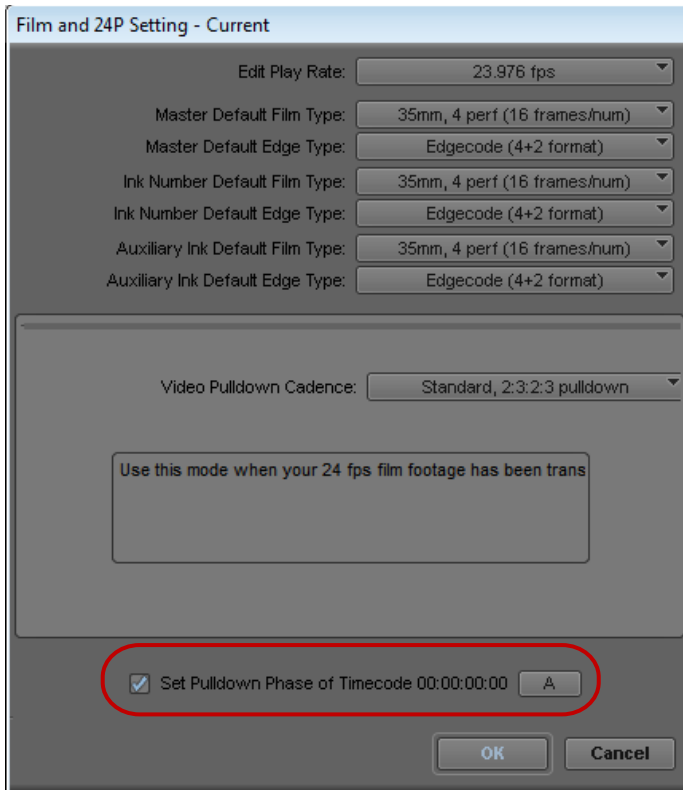 Film and 24P Setting - Current
Edit Play Rate: 23.976 fps
Master Default Film Type: 35mm, 4 perf (16 frames/num)
Master Default Edge Type: Edgecode (4+2 format)
Ink Number Default Film Type: 35mm, 4 perf (16 frames/num)
Ink Number Default Edge Type: Edgecode (4+2 format)
Auxiliary Ink Default Film Type: 35mm, 4 perf (16 frames/num)
Auxiliary Ink Default Edge Type: Edgecode (4+2 format)
Video Pulldown Cadence: Standard, 2:3:2:3 pulldown
Use this mode when your 24 fps film footage has been trans
Set Pulldown Phase of Timecode 00:00:00:00 A
OK Cancel